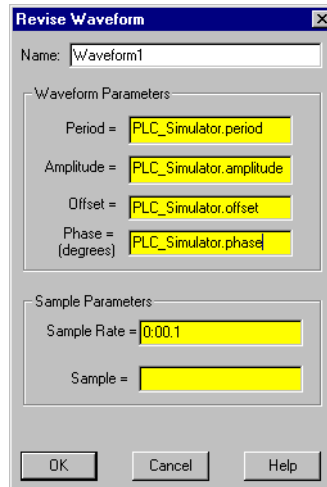 Revise Waveform
Name: Waveform1
Waveform Parameters
Period = PLC_Simulator.period
Amplitude = PLC_Simulator.amplitude
Offset = PLC_Simulator.offset
Phase = (degrees) PLC_Simulator.phase
Sample Parameters
Sample Rate = 0:00.1
Sample =
OK Cancel Help